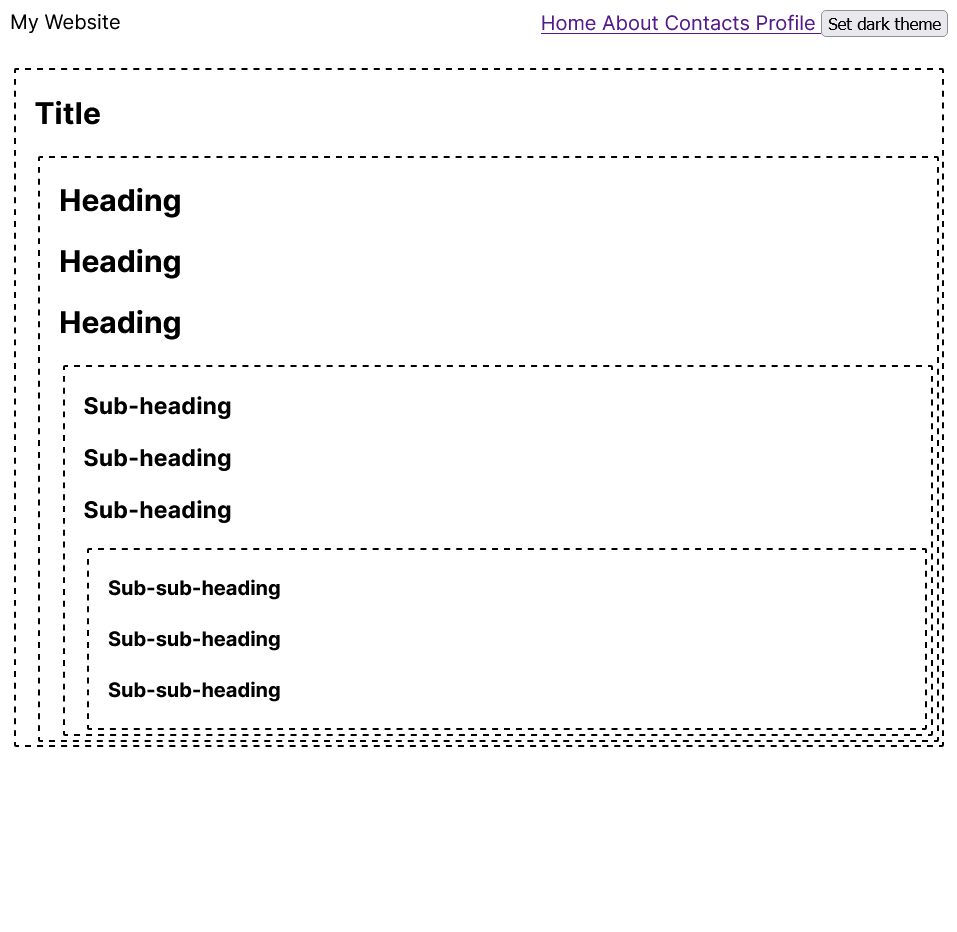 My Website
Home About Contacts Profile Set dark theme
Title
Heading
Heading
Heading
Sub-heading
Sub-heading
Sub-heading
Sub-sub-heading
Sub-sub-heading
Sub-sub-heading